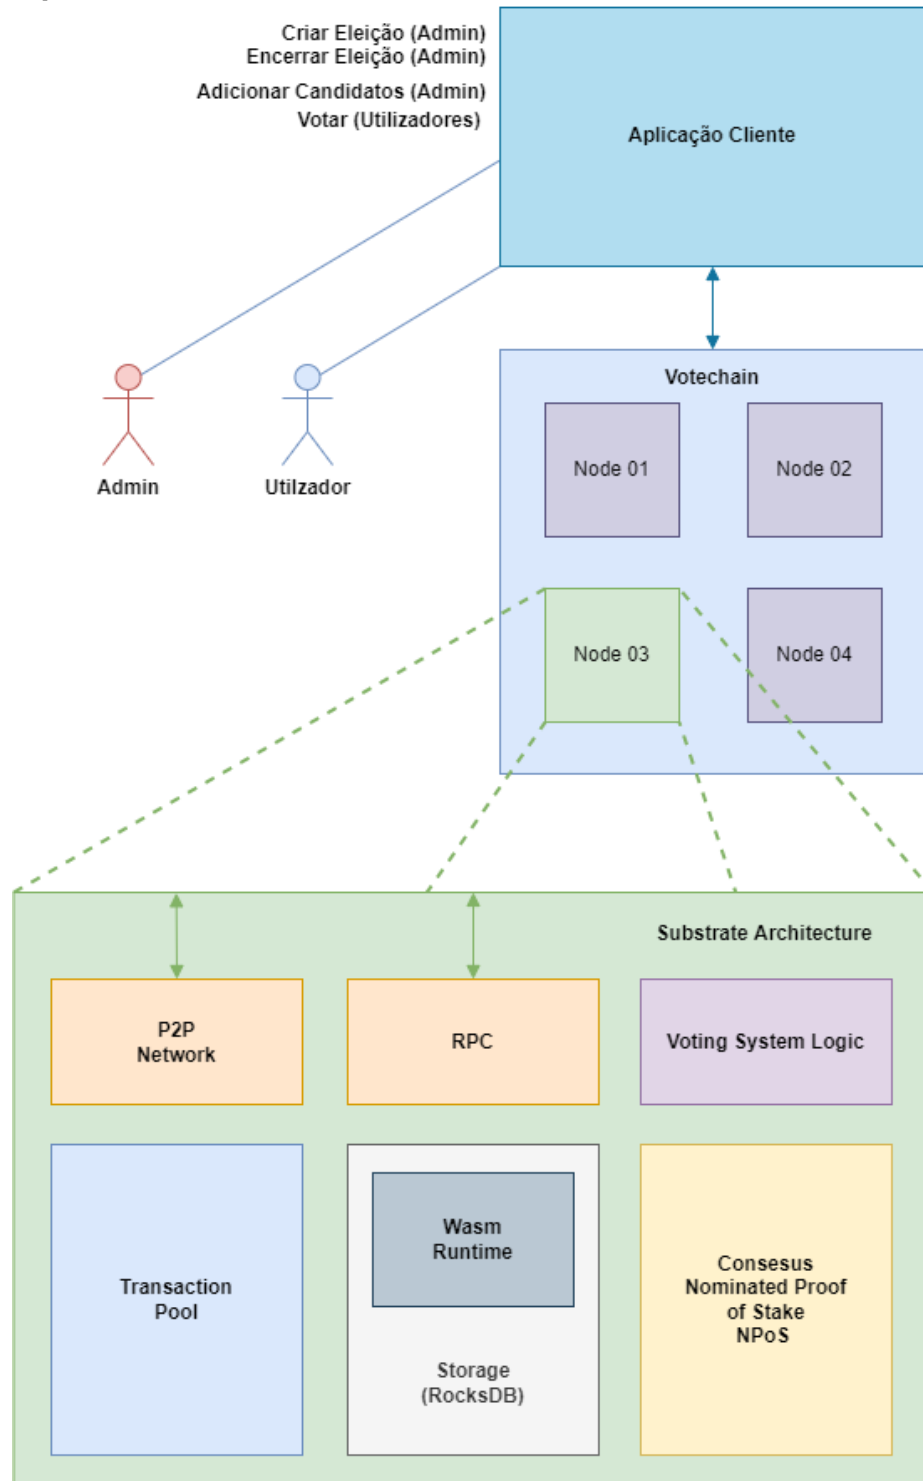 Criar Eleição (Admin)
Encerrar Eleição (Admin)
Adicionar Candidatos (Admin)
Votar (Utilizadores)
Aplicação Cliente
Admin
Utilzador
Votechain
Node 01
Node 02
Node 03
Node 04
Substrate Architecture
P2P
Network
RPC
Voting System Logic
Transaction
Pool
Wasm
Runtime
Storage
(RocksDB)
Consesus
Nominated Proof
of Stake
NPoS